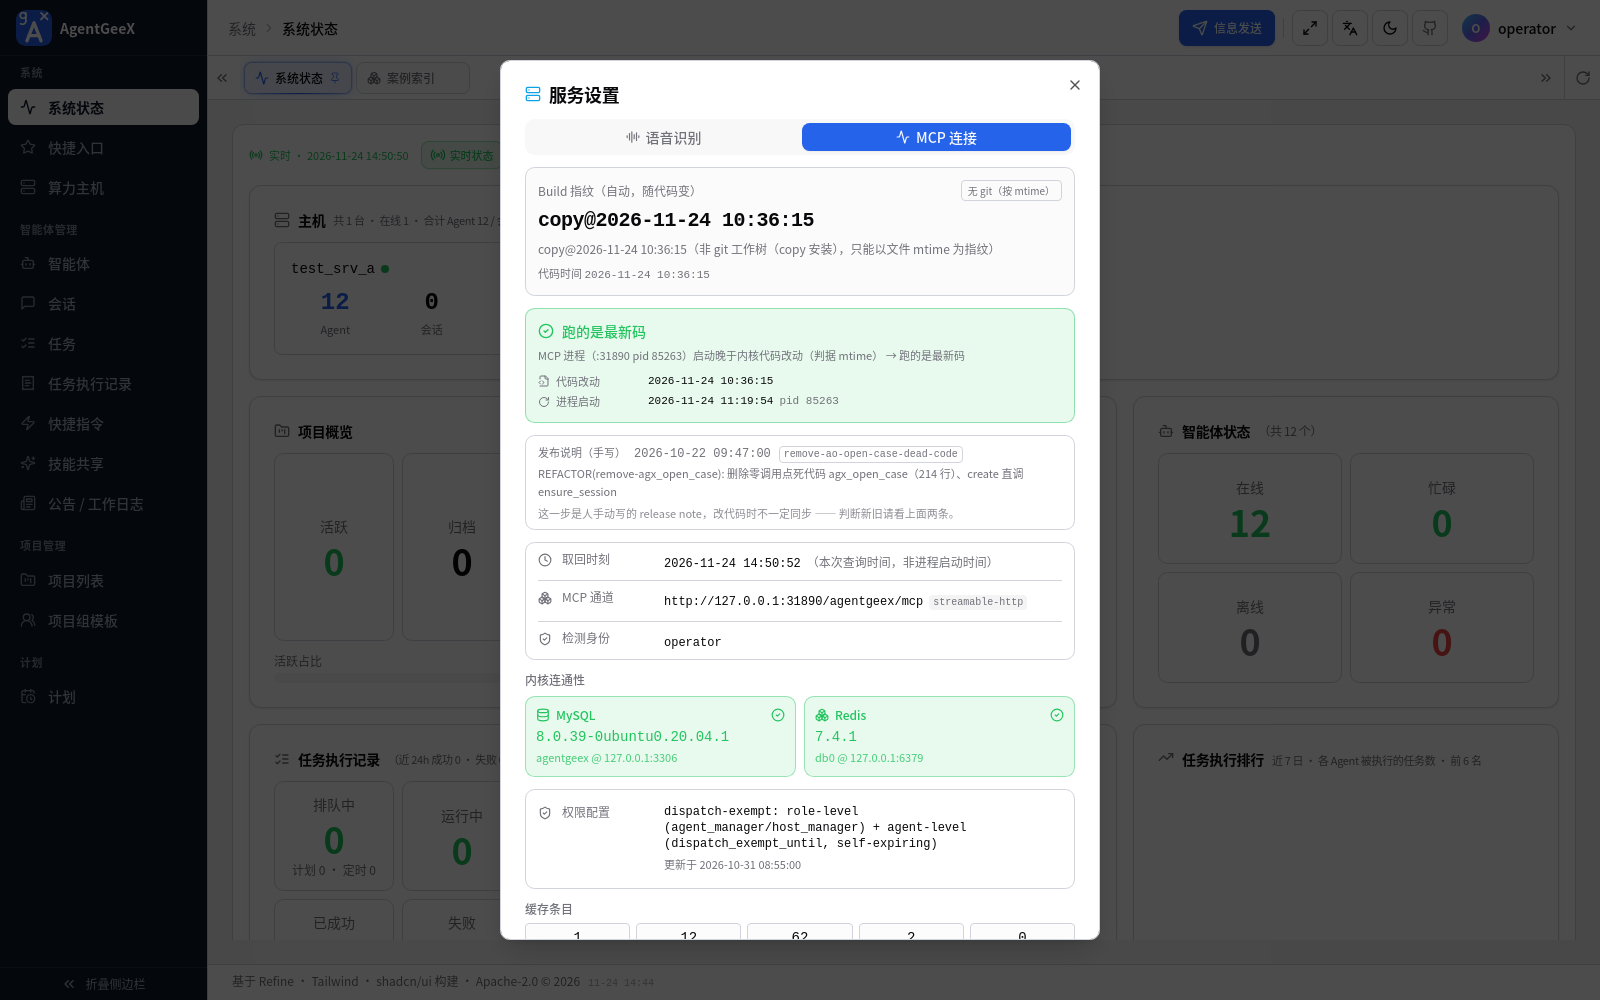 AgentGeeX
系统
系统状态
快捷入口
算力主机
智能体管理
智能体
会话
任务
任务执行记录
快捷指令
技能共享
公告 / 工作日志
项目管理
项目列表
项目组模板
计划
计划
折叠侧边栏
系统 > 系统状态
信息发送
operator
系统状态
案例索引
实时 • 2026-11-24 14:50:50
实时状态
主机 共 1 台 • 在线 1 • 合计 Agent 12 /
test_srv_a
12 0
Agent 会话
项目概览
活跃 归档
0 0
活跃占比
任务执行记录 (近 24h 成功 0 • 失败
排队中 运行中
0 0
计划 0 • 定时 0
已成功 失败
智能体状态 (共 12 个)
在线 忙碌
12 0
离线 异常
0 0
任务执行排行 近 7 日 • 各 Agent 被执行的任务数 • 前 6 名
服务设置
语音识别 MCP 连接
Build 指纹（自动，随代码变） 无 git（按 mtime）
copy@2026-11-24 10:36:15
copy@2026-11-24 10:36:15（非 git 工作树（copy 安装），只能以文件 mtime 为指纹）
代码时间 2026-11-24 10:36:15
跑的是最新码
MCP 进程（:31890 pid 85263）启动晚于内核代码改动（判据 mtime） → 跑的是最新码
代码改动 2026-11-24 10:36:15
进程启动 2026-11-24 11:19:54 pid 85263
发布说明（手写） 2026-10-22 09:47:00 remove-ao-open-case-dead-code
REFACTOR(remove-agx_open_case): 删除零调用点死代码 agx_open_case（214 行）、create 直调
ensure_session
这一步是人手动写的 release note，改代码时不一定同步 —— 判断新旧请看上面两条。
取回时刻 2026-11-24 14:50:52 （本次查询时间，非进程启动时间）
MCP 通道 http://127.0.0.1:31890/agentgeex/mcp streamable-http
检测身份 operator
内核连通性
MySQL
8.0.39-0ubuntu0.20.04.1
agentgeex @ 127.0.0.1:3306
Redis
7.4.1
db0 @ 127.0.0.1:6379
权限配置 dispatch-exempt: role-level
(agent_manager/host_manager) + agent-level
(dispatch_exempt_until, self-expiring)
更新于 2026-10-31 08:55:00
缓存条目
1 12 62 2 0
基于 Refine • Tailwind • shadcn/ui 构建 • Apache-2.0 © 2026 11-24 14:44